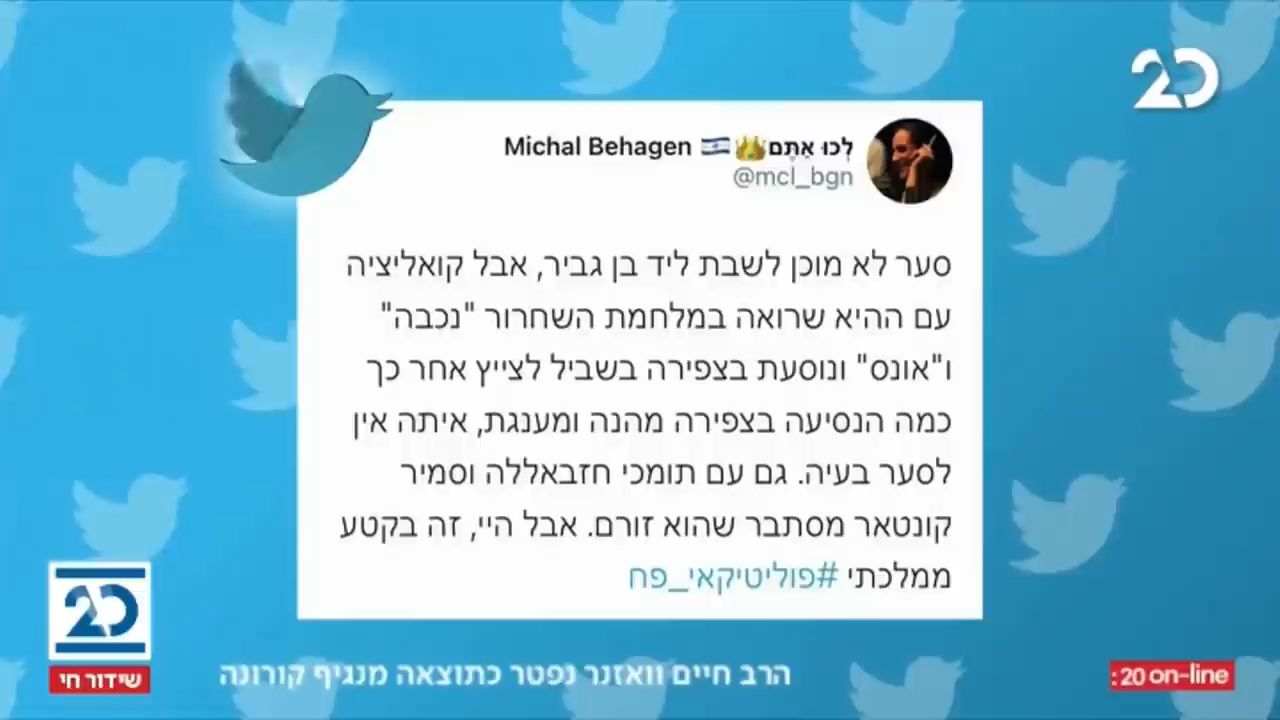 20
לְכוּ אַתֶּם👑🇮🇱 Michal Behagen
@mcl_bgn
סער לא מוכן לשבת ליד בן גביר, אבל קואליציה
עם ההיא שרואה במלחמת השחרור "נכבה"
ו"אונס" ונוסעת בצפירה בשביל לצייץ אחר כך
כמה הנסיעה בצפירה מהנה ומענגת, איתה אין
לסער בעיה. גם עם תומכי חזבאללה וסמיר
קונטאר מסתבר שהוא זורם. אבל היי, זה בקטע
ממלכתי #פוליטיקאי_פח
20
שידור חי
הרב חיים וואזנר נפטר כתוצאה מנגיף קורונה
:20 on-line